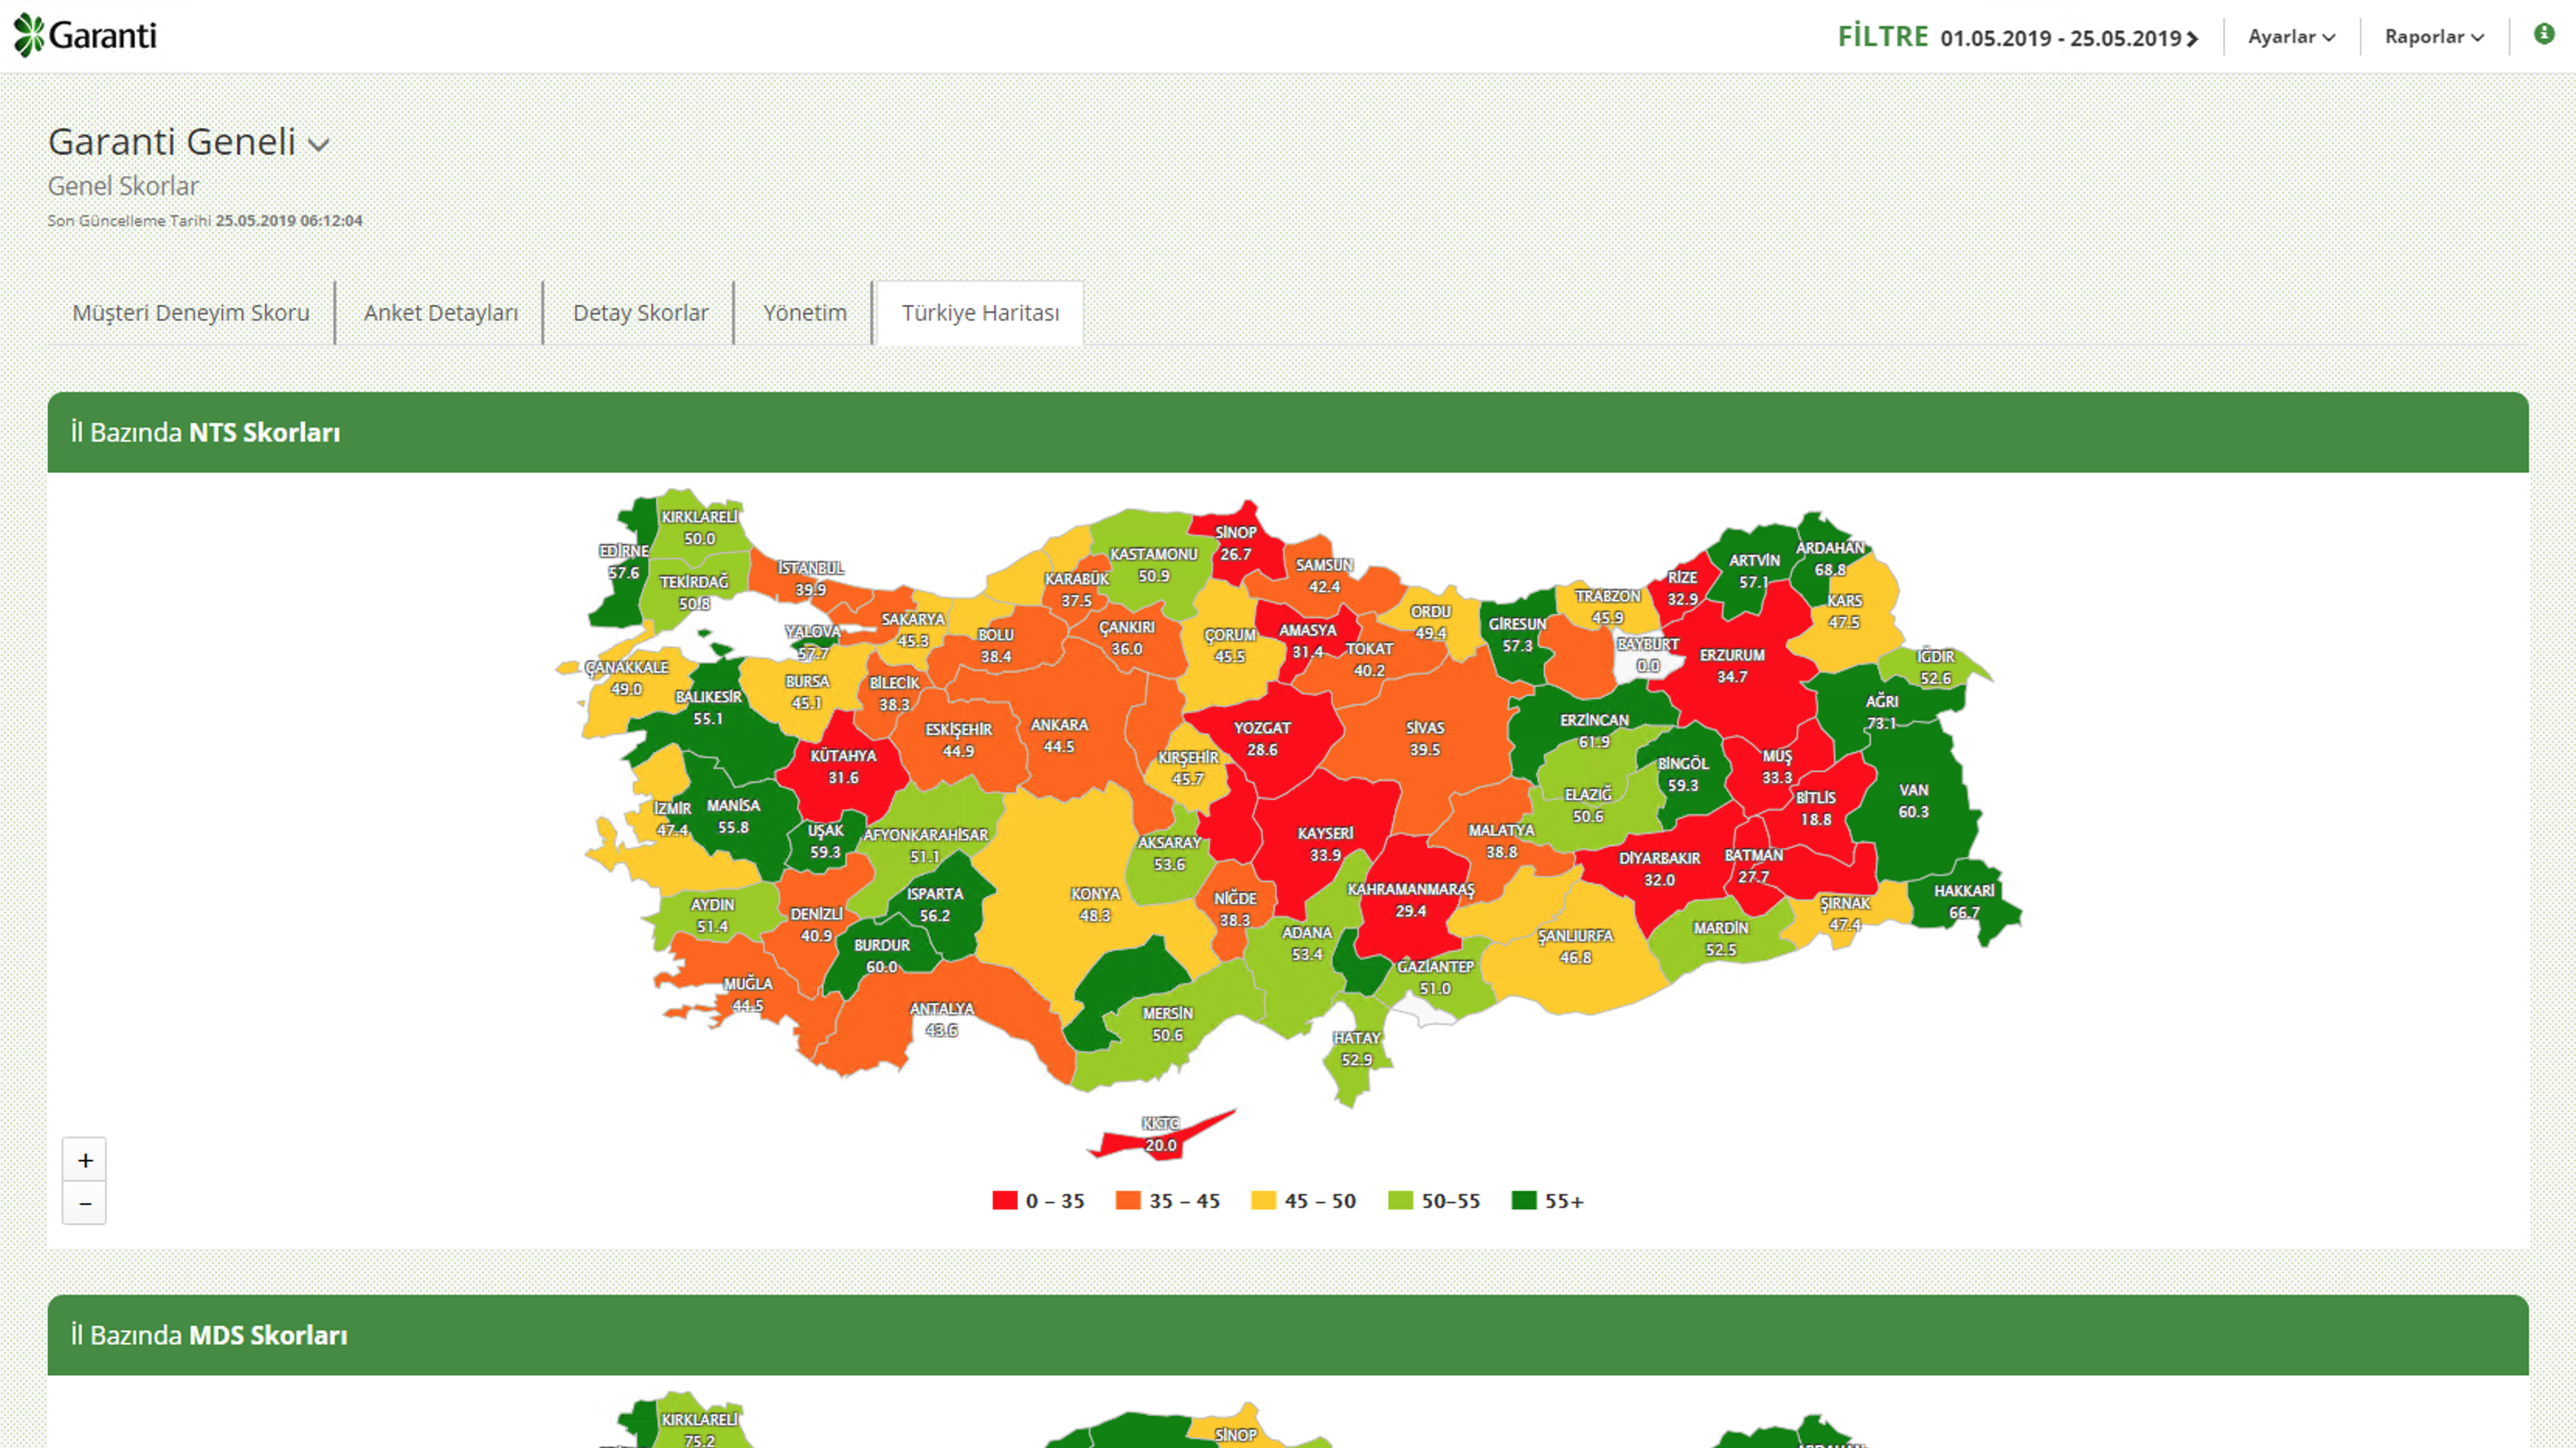 Garanti
FİLTRE 01.05.2019 - 25.05.2019
Ayarlar
Raporlar
Garanti Geneli
Genel Skorlar
Son Güncelleme Tarihi 25.05.2019 06:12:04
Müşteri Deneyim Skoru
Anket Detayları
Detay Skorlar
Yönetim
Türkiye Haritası
İl Bazında NTS Skorları
KIRKLARELİ
50.0
EDİRNE
57.6
TEKİRDAĞ
50.8
İSTANBUL
39.9
YALOVA
57.7
SAKARYA
45.3
BOLU
38.4
KARABÜK
37.5
KASTAMONU
50.9
SİNOP
26.7
SAMSUN
42.4
ÇANKIRI
36.0
ÇORUM
45.5
AMASYA
31.4
TOKAT
40.2
ORDU
49.4
GİRESUN
57.3
TRABZON
45.9
RİZE
32.9
ARTVİN
57.1
ARDAHAN
68.8
KARS
47.5
BAYBURT
0.0
ERZURUM
34.7
IĞDIR
52.6
AĞRI
73.1
ÇANAKKALE
49.0
BALIKESİR
55.1
BURSA
45.1
BİLECİK
38.3
ESKİŞEHİR
44.9
ANKARA
44.5
KIRŞEHİR
45.7
YOZGAT
28.6
SİVAS
39.5
ERZİNCAN
61.9
BİNGÖL
59.3
MUŞ
33.3
BİTLİS
18.8
VAN
60.3
KÜTAHYA
31.6
İZMİR
47.4
MANİSA
55.8
UŞAK
59.3
AFYONKARAHİSAR
51.1
AKSARAY
53.6
KAYSERİ
33.9
MALATYA
38.8
ELAZIĞ
50.6
DİYARBAKIR
32.0
BATMAN
27.7
HAKKARİ
66.7
ŞIRNAK
47.4
MARDİN
52.5
AYDIN
51.4
DENİZLİ
40.9
ISPARTA
56.2
BURDUR
60.0
KONYA
48.3
NİĞDE
38.3
ADANA
53.4
KAHRAMANMARAŞ
29.4
GAZİANTEP
51.0
ŞANLIURFA
46.8
MUĞLA
44.5
ANTALYA
43.6
MERSİN
50.6
HATAY
52.9
KKTC
20.0
+
−
0 – 35
35 – 45
45 – 50
50–55
55+
İl Bazında MDS Skorları
KIRKLARELİ
75.2
SİNOP